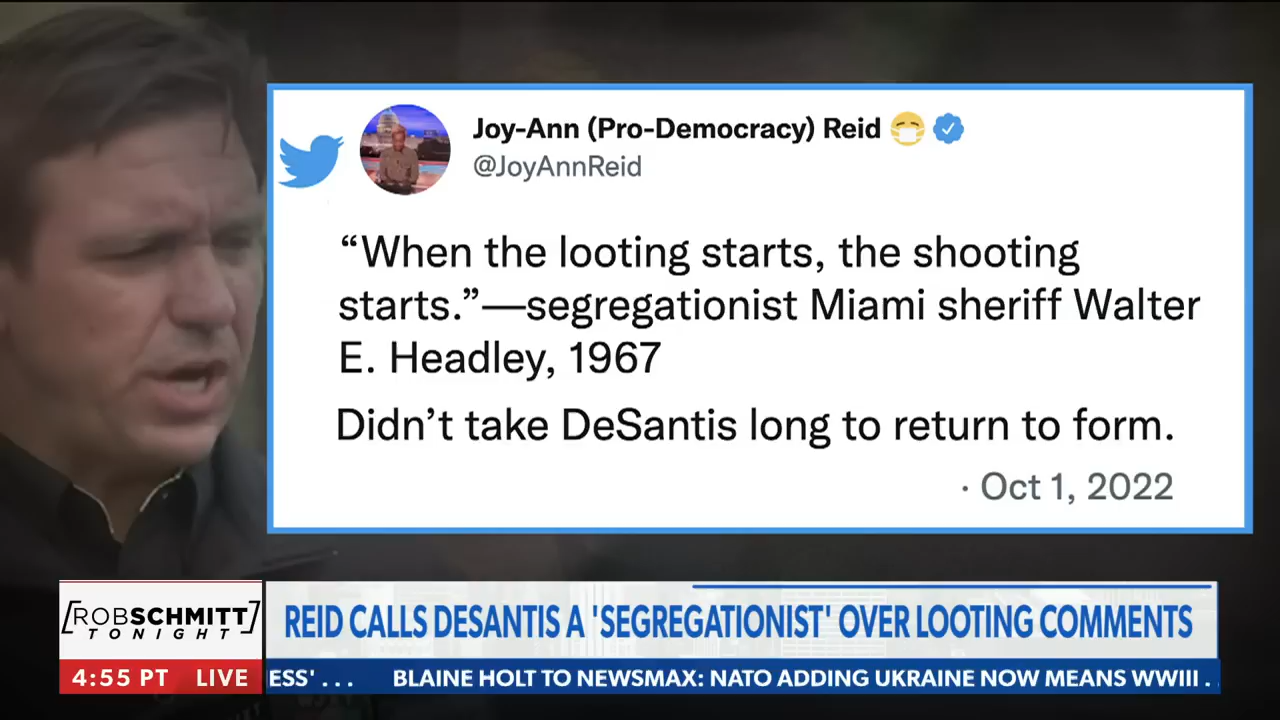 Joy-Ann (Pro-Democracy) Reid 😷
@JoyAnnReid
“When the looting starts, the shooting
starts.”—segregationist Miami sheriff Walter
E. Headley, 1967
Didn’t take DeSantis long to return to form.
· Oct 1, 2022
[ROBSCHMITT]
TONIGHT
REID CALLS DESANTIS A 'SEGREGATIONIST' OVER LOOTING COMMENTS
4:55 PT LIVE
ESS' . . . BLAINE HOLT TO NEWSMAX: NATO ADDING UKRAINE NOW MEANS WWIII . .